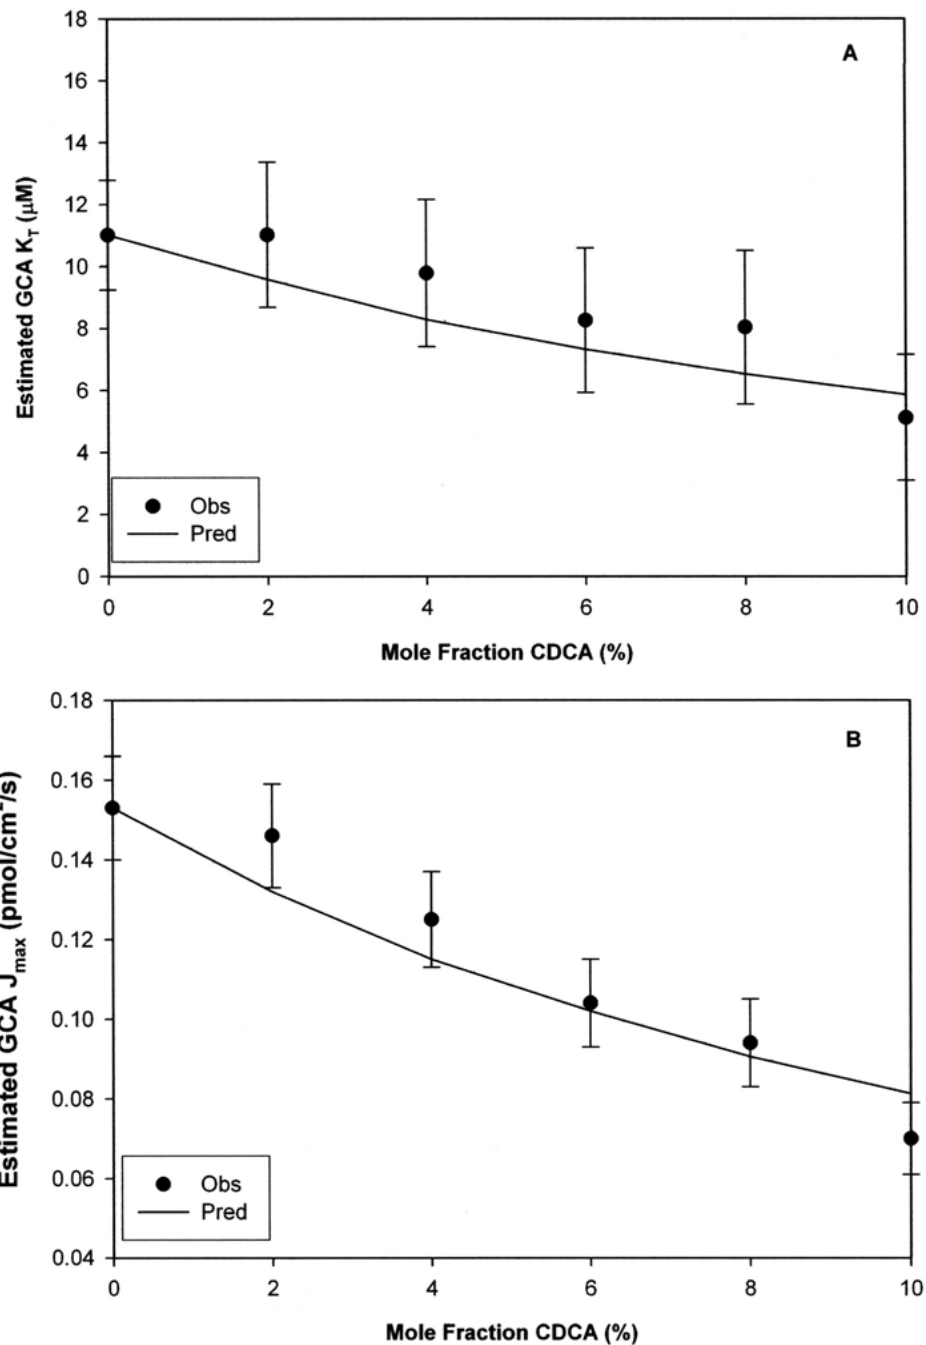 18
A
16
14
12
10
8
6
4
2
0
Estimated GCA K_T (μM)
Obs
Pred
0 2 4 6 8 10
Mole Fraction CDCA (%)
0.18
B
0.16
0.14
0.12
0.10
0.08
0.06
0.04
Estimated GCA J_max (pmol/cm²/s)
Obs
Pred
0 2 4 6 8 10
Mole Fraction CDCA (%)